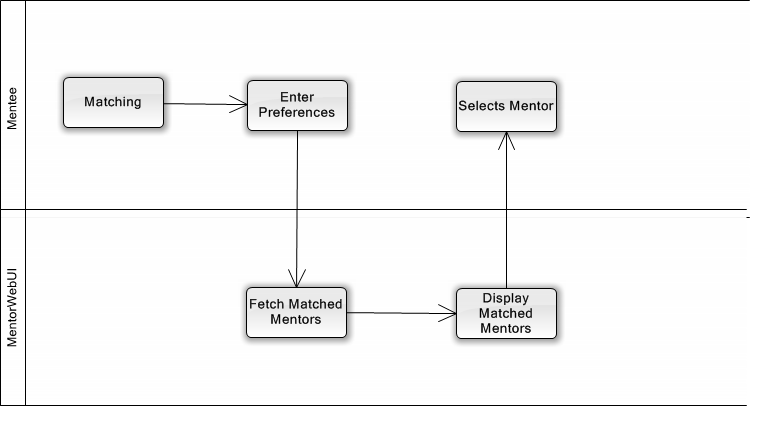 Mentee
Matching
Enter
Preferences
Selects Mentor
MentorWebUI
Fetch Matched
Mentors
Display
Matched
Mentors